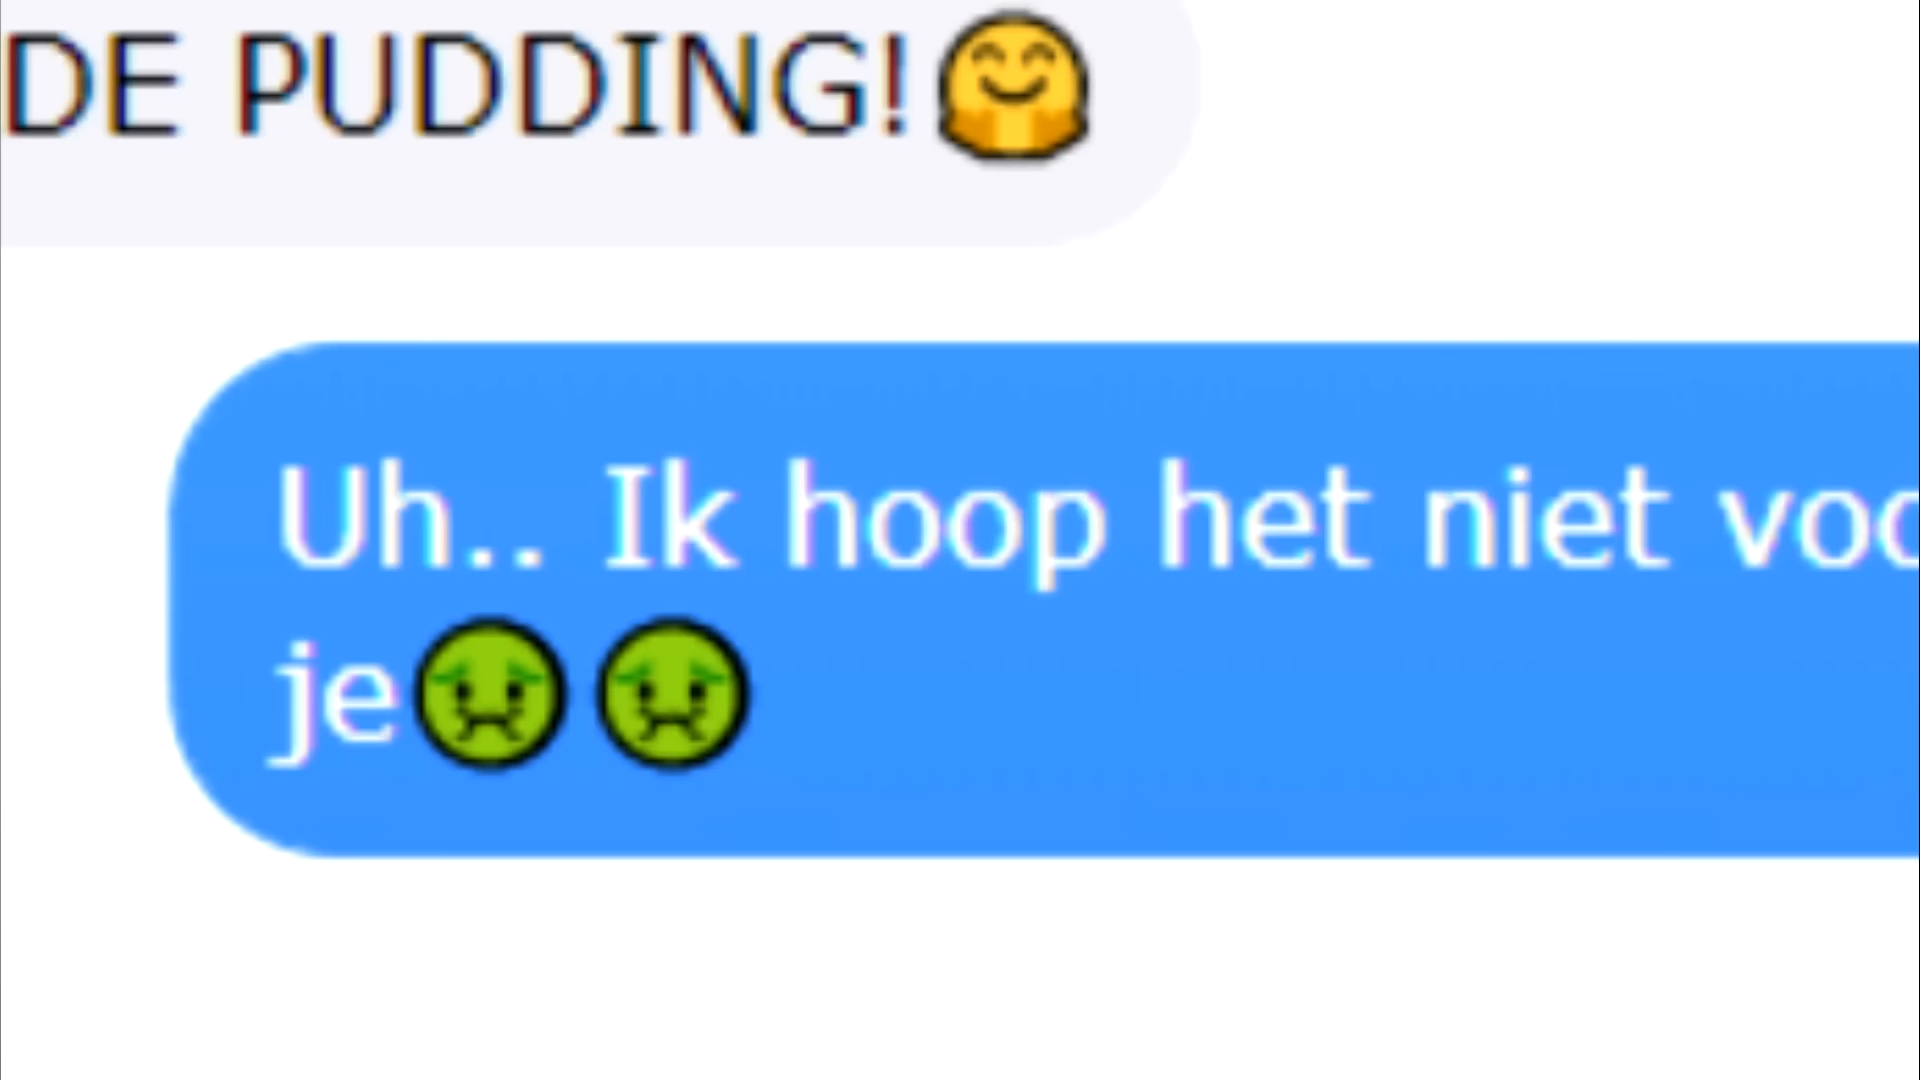 DE PUDDING!🤗
Uh.. Ik hoop het niet voo
je🤢🤢